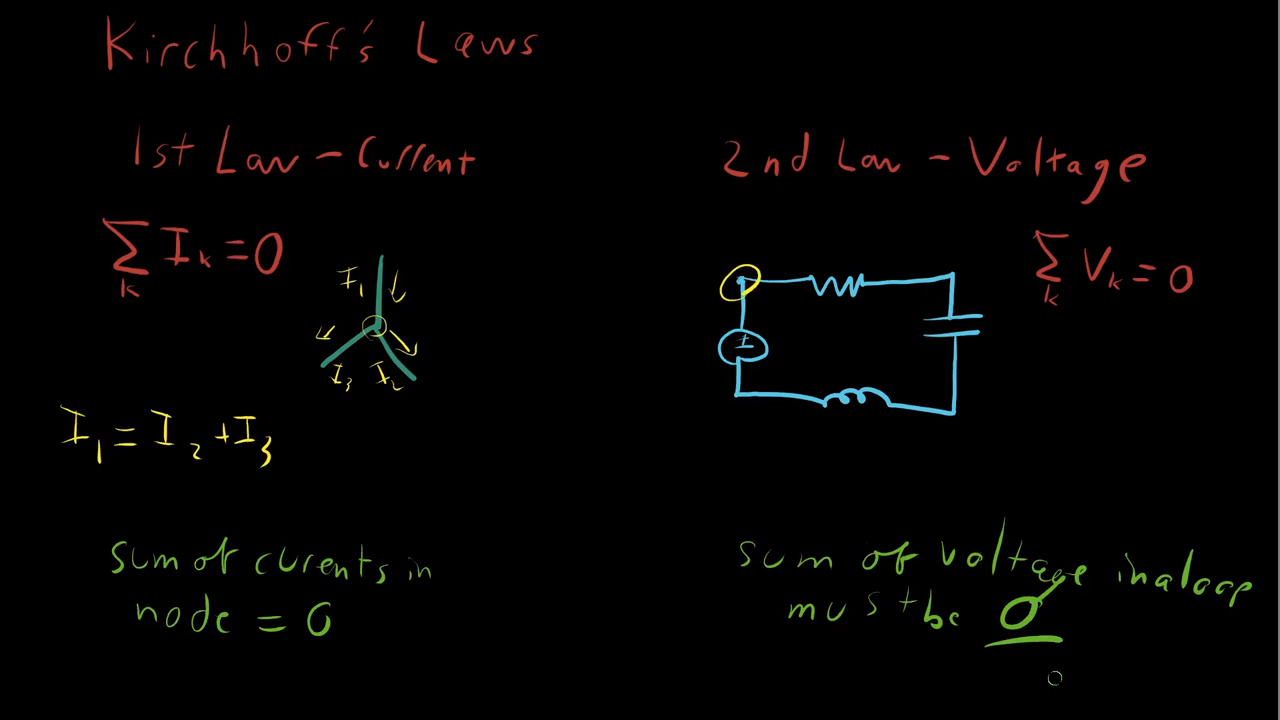 Kirchhoff's Laws
1st Law - Current
∑ I_k = 0
k
I_1
I_3 I_2
I_1 = I_2 + I_3
sum of curents in
node = 0
2nd Law - Voltage
∑ V_k = 0
k
I
sum of voltage in a loop
must be 0